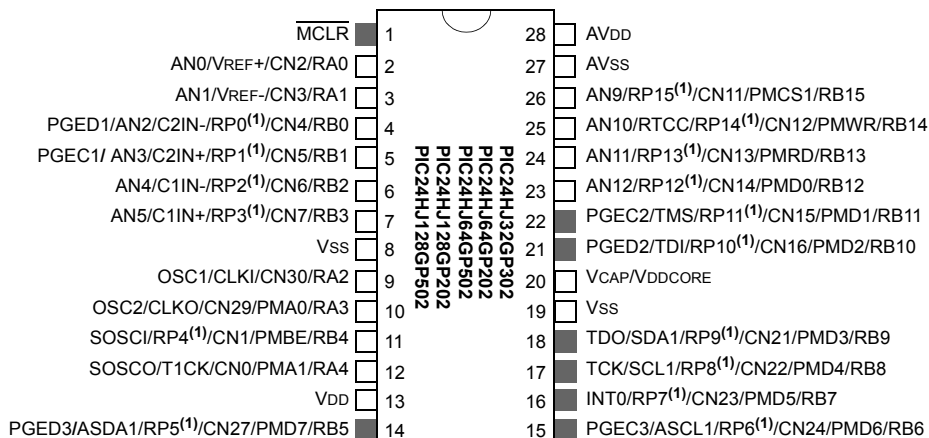 MCLR 1 28 AVDD
AN0/VREF+/CN2/RA0 2 27 AVSS
AN1/VREF-/CN3/RA1 3 26 AN9/RP15(1)/CN11/PMCS1/RB15
PGED1/AN2/C2IN-/RP0(1)/CN4/RB0 4 25 AN10/RTCC/RP14(1)/CN12/PMWR/RB14
PGEC1/ AN3/C2IN+/RP1(1)/CN5/RB1 5 24 AN11/RP13(1)/CN13/PMRD/RB13
AN4/C1IN-/RP2(1)/CN6/RB2 6 23 AN12/RP12(1)/CN14/PMD0/RB12
AN5/C1IN+/RP3(1)/CN7/RB3 7 22 PGEC2/TMS/RP11(1)/CN15/PMD1/RB11
VSS 8 21 PGED2/TDI/RP10(1)/CN16/PMD2/RB10
OSC1/CLKI/CN30/RA2 9 20 VCAP/VDDCORE
OSC2/CLKO/CN29/PMA0/RA3 10 19 VSS
SOSCI/RP4(1)/CN1/PMBE/RB4 11 18 TDO/SDA1/RP9(1)/CN21/PMD3/RB9
SOSCO/T1CK/CN0/PMA1/RA4 12 17 TCK/SCL1/RP8(1)/CN22/PMD4/RB8
VDD 13 16 INT0/RP7(1)/CN23/PMD5/RB7
PGED3/ASDA1/RP5(1)/CN27/PMD7/RB5 14 15 PGEC3/ASCL1/RP6(1)/CN24/PMD6/RB6
PIC24HJ32GP302
PIC24HJ64GP202
PIC24HJ64GP502
PIC24HJ128GP202
PIC24HJ128GP502